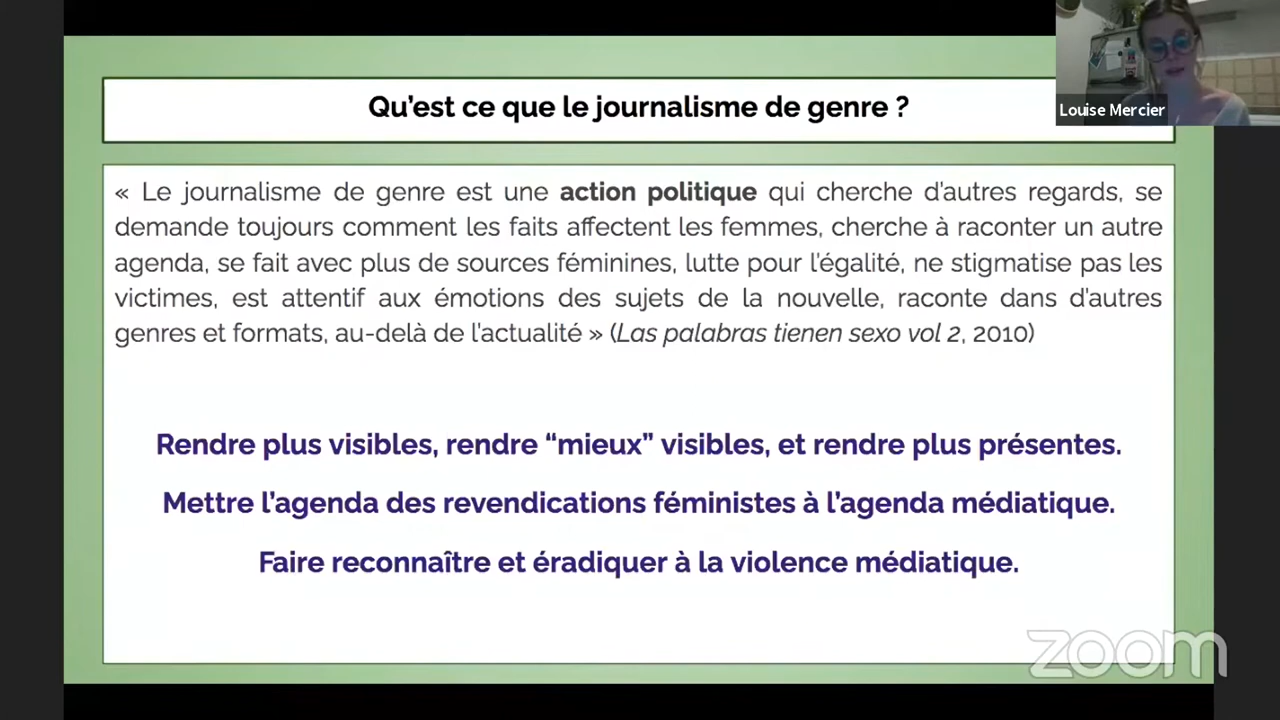 Qu’est ce que le journalisme de genre ?
Louise Mercier
« Le journalisme de genre est une action politique qui cherche d’autres regards, se
demande toujours comment les faits affectent les femmes, cherche à raconter un autre
agenda, se fait avec plus de sources féminines, lutte pour l’égalité, ne stigmatise pas les
victimes, est attentif aux émotions des sujets de la nouvelle, raconte dans d’autres
genres et formats, au-delà de l’actualité » (Las palabras tienen sexo vol 2, 2010)
Rendre plus visibles, rendre “mieux” visibles, et rendre plus présentes.
Mettre l’agenda des revendications féministes à l’agenda médiatique.
Faire reconnaître et éradiquer à la violence médiatique.
zoom